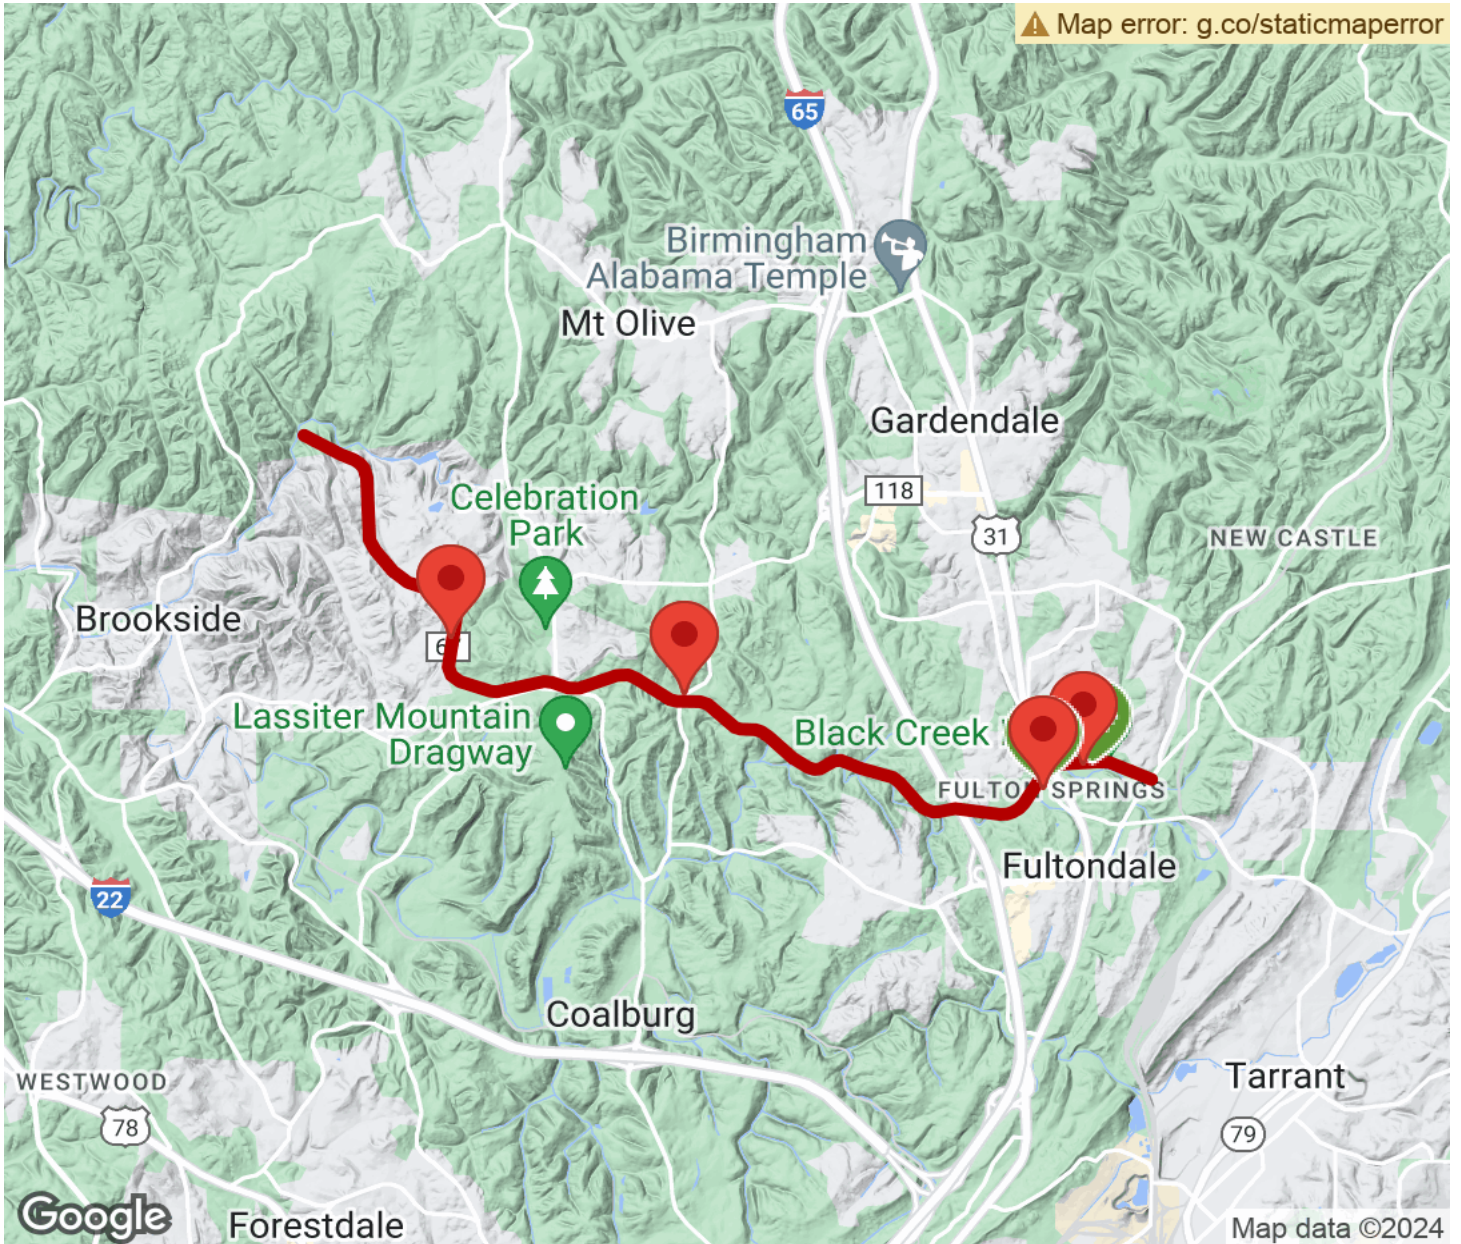 Map error: g.co/staticmaperror
65
Birmingham
Alabama Temple
Mt Olive
Gardendale
118
31
NEW CASTLE
Celebration
Park
Brookside
6
Lassiter Mountain
Dragway
Black Creek
FULTON SPRINGS
Fultondale
22
Coalburg
WESTWOOD
78
Tarrant
79
Google
Forestdale
Map data ©2024